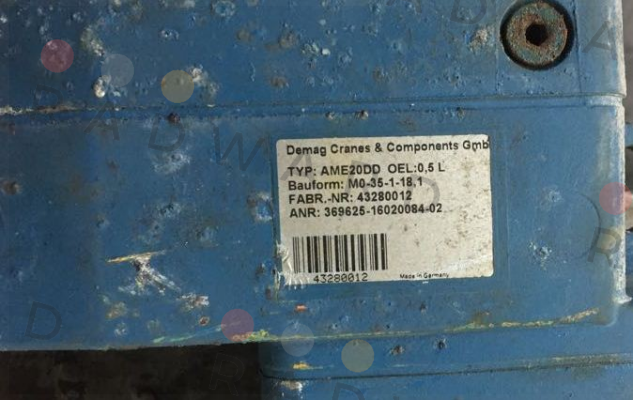 Demag Cranes & Components Gmb
TYP: AME20DD OEL:0,5 L
Bauform: M0-35-1-18,1
FABR.-NR: 43280012
ANR: 369625-16020084-02
43280012
Made in Germany